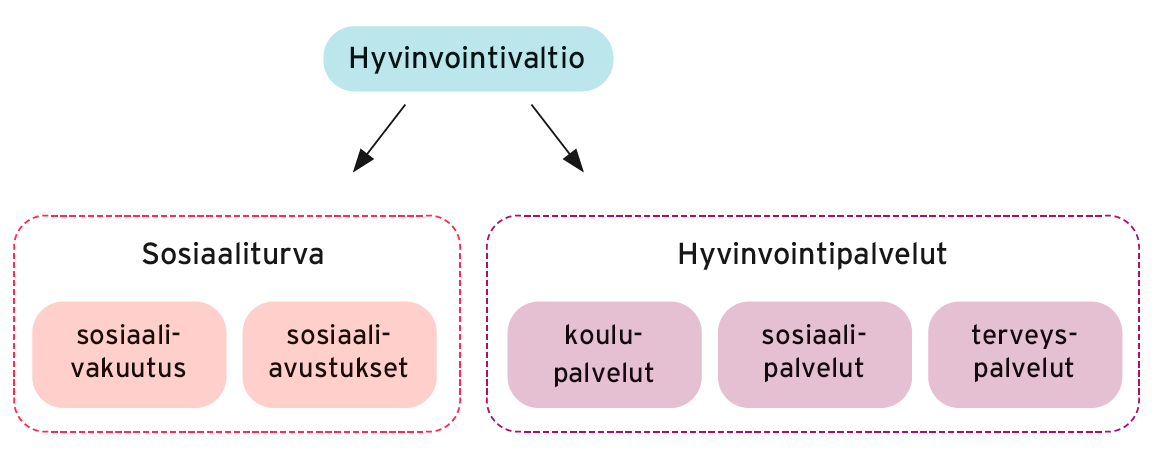 Hyvinvointivaltio
Sosiaaliturva
sosiaali-
vakuutus
sosiaali-
avustukset
Hyvinvointipalvelut
koulu-
palvelut
sosiaali-
palvelut
terveys-
palvelut